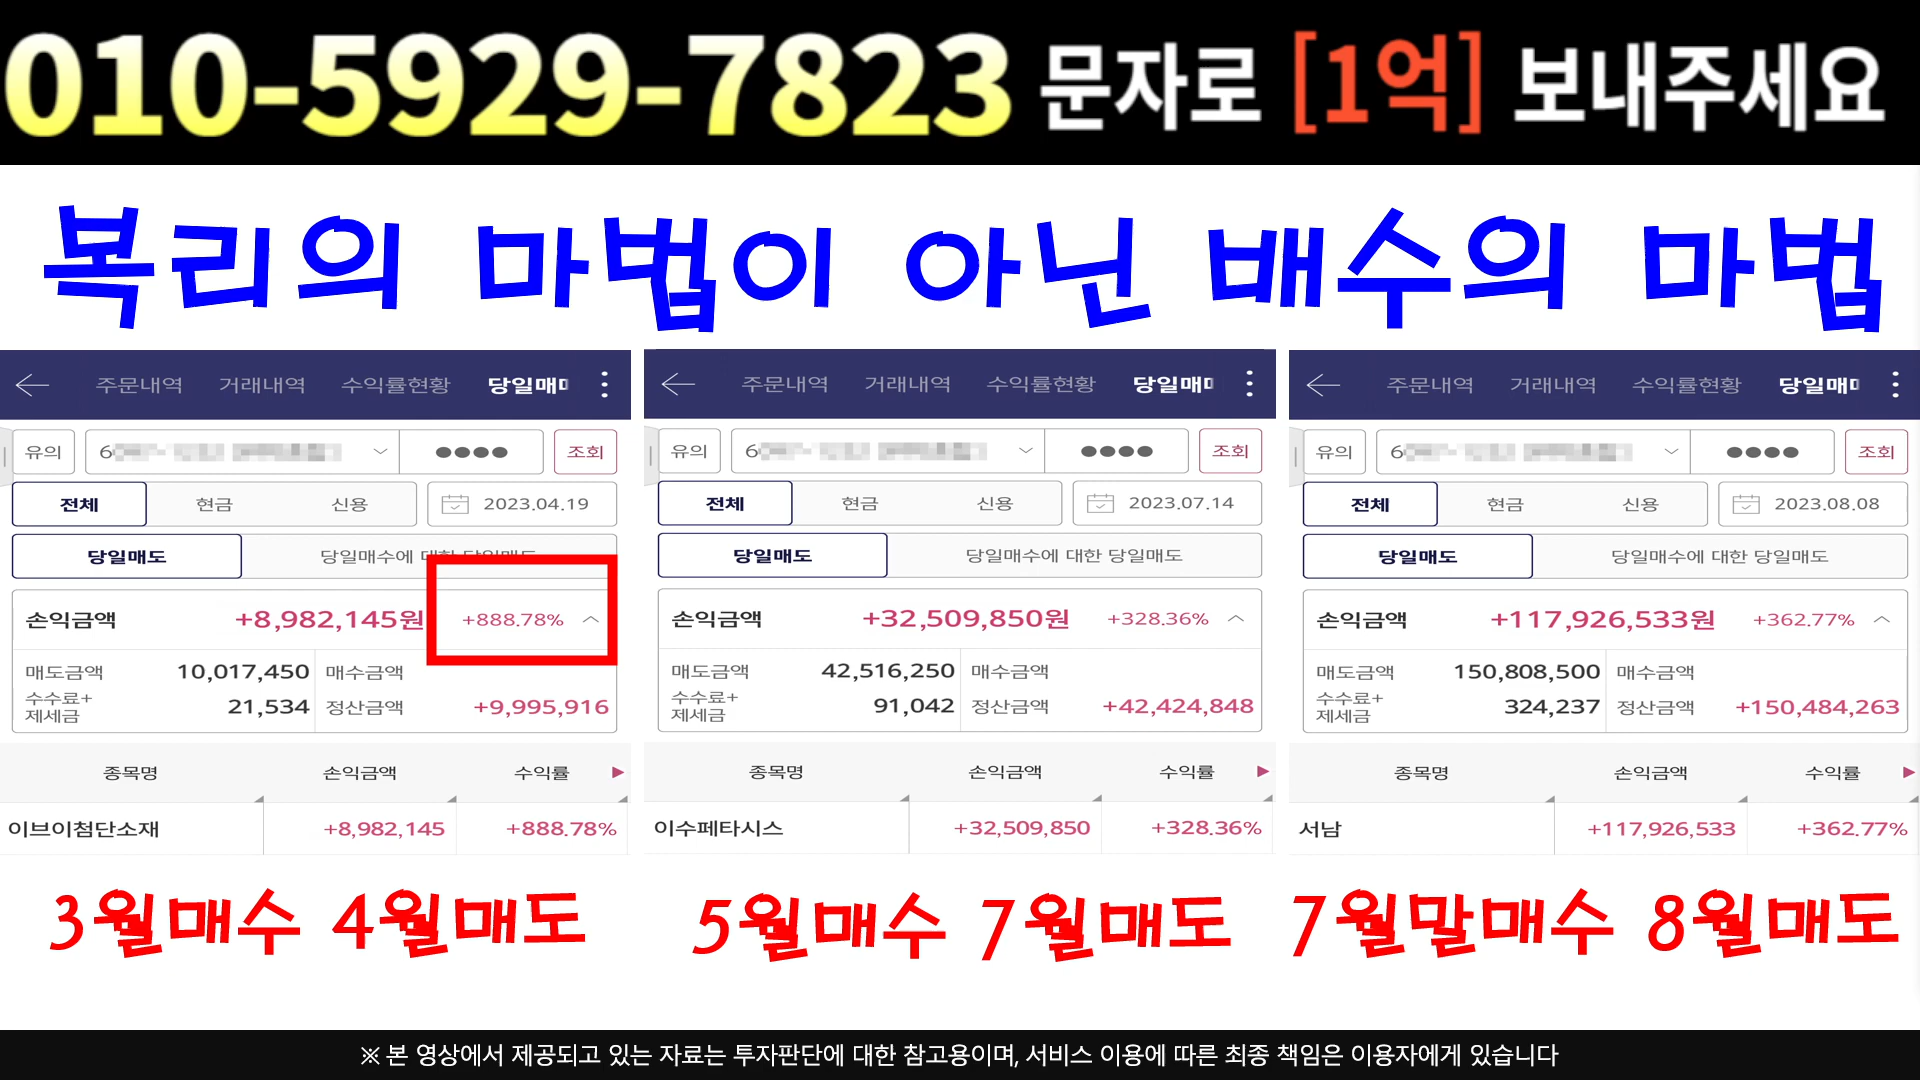 010-5929-7823 문자로 [1억] 보내주세요
복리의 마법이 아닌 배수의 마법
주문내역 거래내역 수익률현황 당일매
유의 6 ●●●● 조회
전체 현금 신용 2023.04.19
당일매도 당일매수에 대한 당일매도
손익금액 +8,982,145원 +888.78%
매도금액 10,017,450 매수금액
수수료+
제세금 21,534 정산금액 +9,995,916
종목명 손익금액 수익률
이브이첨단소재 +8,982,145 +888.78%
3월매수 4월매도
주문내역 거래내역 수익률현황 당일매
유의 6 ●●●● 조회
전체 현금 신용 2023.07.14
당일매도 당일매수에 대한 당일매도
손익금액 +32,509,850원 +328.36%
매도금액 42,516,250 매수금액
수수료+
제세금 91,042 정산금액 +42,424,848
종목명 손익금액 수익률
이수페타시스 +32,509,850 +328.36%
5월매수 7월매도
주문내역 거래내역 수익률현황 당일매
유의 6 ●●●● 조회
전체 현금 신용 2023.08.08
당일매도 당일매수에 대한 당일매도
손익금액 +117,926,533원 +362.77%
매도금액 150,808,500 매수금액
수수료+
제세금 324,237 정산금액 +150,484,263
종목명 손익금액 수익률
서남 +117,926,533 +362.77%
7월말매수 8월매도
※ 본 영상에서 제공되고 있는 자료는 투자판단에 대한 참고용이며, 서비스 이용에 따른 최종 책임은 이용자에게 있습니다